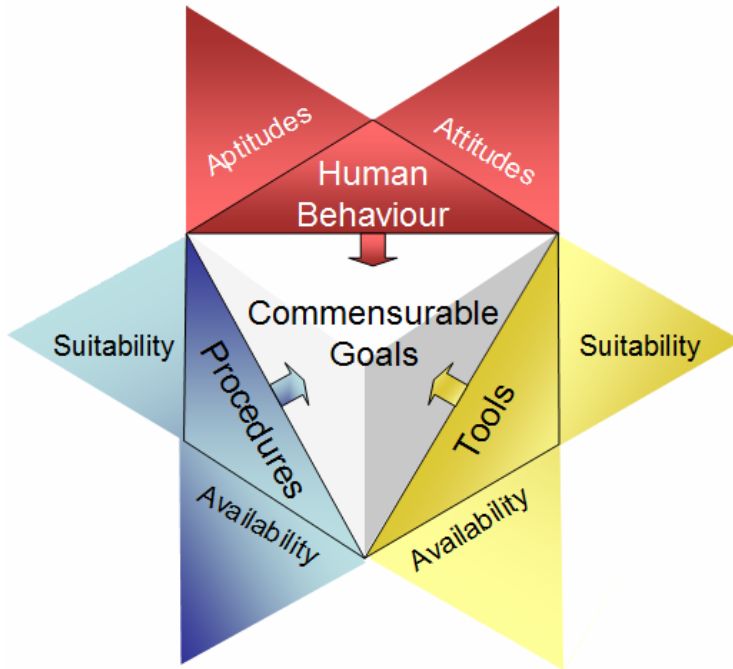 Aptitudes
Attitudes
Human
Behaviour
Commensurable
Goals
Suitability
Procedures
Tools
Suitability
Availability
Availability